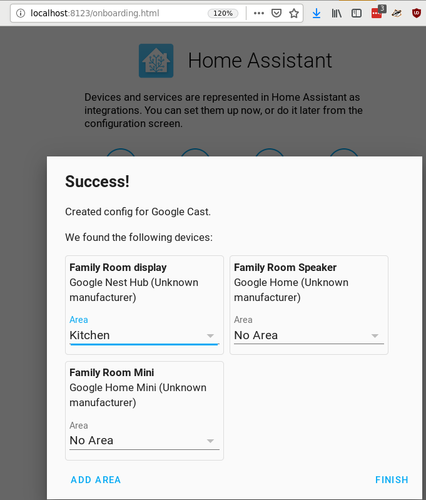 localhost:8123/onboarding.html
120%
3
Home Assistant
Devices and services are represented in Home Assistant as
integrations. You can set them up now, or do it later from the
configuration screen.
Success!
Created config for Google Cast.
We found the following devices:
Family Room display
Google Nest Hub (Unknown
manufacturer)
Area
Kitchen
Family Room Speaker
Google Home (Unknown
manufacturer)
Area
No Area
Family Room Mini
Google Home Mini (Unknown
manufacturer)
Area
No Area
ADD AREA
FINISH